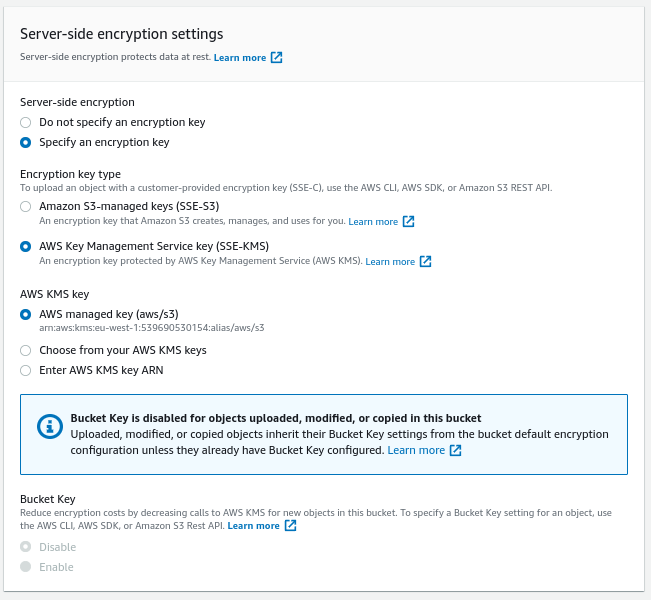 Server-side encryption settings
Server-side encryption protects data at rest. Learn more
Server-side encryption
Do not specify an encryption key
Specify an encryption key
Encryption key type
To upload an object with a customer-provided encryption key (SSE-C), use the AWS CLI, AWS SDK, or Amazon S3 REST API.
Amazon S3-managed keys (SSE-S3)
An encryption key that Amazon S3 creates, manages, and uses for you. Learn more
AWS Key Management Service key (SSE-KMS)
An encryption key protected by AWS Key Management Service (AWS KMS). Learn more
AWS KMS key
AWS managed key (aws/s3)
arn:aws:kms:eu-west-1:539690530154:alias/aws/s3
Choose from your AWS KMS keys
Enter AWS KMS key ARN
Bucket Key is disabled for objects uploaded, modified, or copied in this bucket
Uploaded, modified, or copied objects inherit their Bucket Key settings from the bucket default encryption
configuration unless they already have Bucket Key configured. Learn more
Bucket Key
Reduce encryption costs by decreasing calls to AWS KMS for new objects in this bucket. To specify a Bucket Key setting for an object, use
the AWS CLI, AWS SDK, or Amazon S3 Rest API. Learn more
Disable
Enable